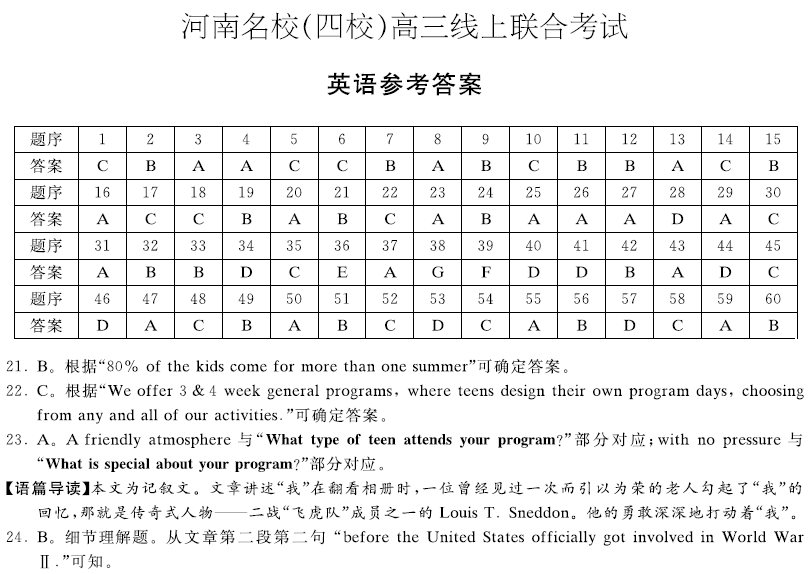 河南名校(四校)高三线上联合考试
英语参考答案
题序 1 2 3 4 5 6 7 8 9 10 11 12 13 14 15
答案 C B A A C C B A B C B B A C B
题序 16 17 18 19 20 21 22 23 24 25 26 27 28 29 30
答案 A C C B A B C A B A A A D A C
题序 31 32 33 34 35 36 37 38 39 40 41 42 43 44 45
答案 A B B D C E A G F D D B A D C
题序 46 47 48 49 50 51 52 53 54 55 56 57 58 59 60
答案 D A C B A B C D C A B D C A B
21. B。根据“80% of the kids come for more than one summer”可确定答案。
22. C。根据“We offer 3 & 4 week general programs, where teens design their own program days, choosing
from any and all of our activities.”可确定答案。
23. A。A friendly atmosphere 与“What type of teen attends your program?”部分对应;with no pressure 与
“What is special about your program?”部分对应。
【语篇导读】本文为记叙文。文章讲述“我”在翻看相册时,一位曾经见过一次而引以为荣的老人勾起了“我”的
回忆,那就是传奇式人物——二战“飞虎队”成员之一的 Louis T. Sneddon。他的勇敢深深地打动着“我”。
24. B。细节理解题。从文章第二段第二句 “before the United States officially got involved in World War
Ⅱ.”可知。